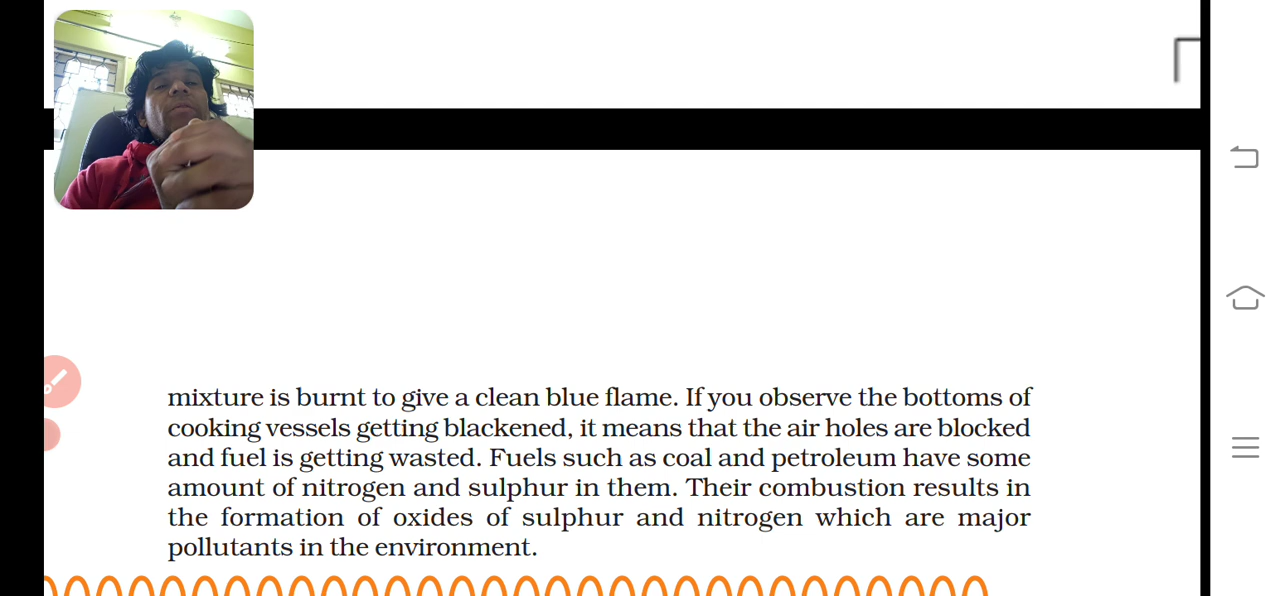 mixture is burnt to give a clean blue flame. If you observe the bottoms of
cooking vessels getting blackened, it means that the air holes are blocked
and fuel is getting wasted. Fuels such as coal and petroleum have some
amount of nitrogen and sulphur in them. Their combustion results in
the formation of oxides of sulphur and nitrogen which are major
pollutants in the environment.